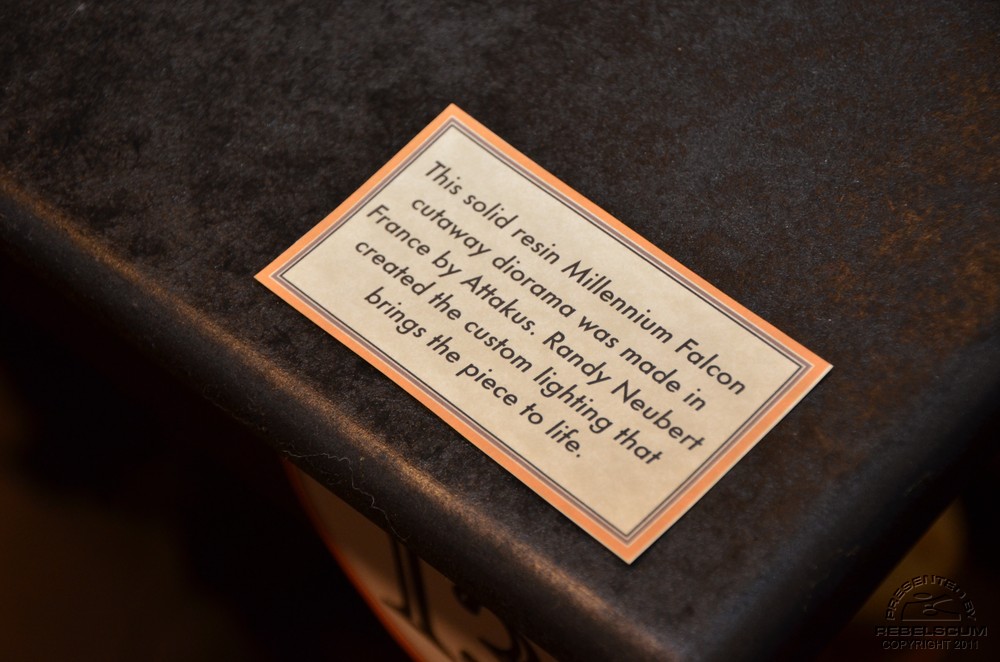 This solid resin Millennium Falcon
cutaway diorama was made in
France by Attakus. Randy Neubert
created the custom lighting that
brings the piece to life.
PRESENTED BY
REBELSCUM
COPYRIGHT 2011